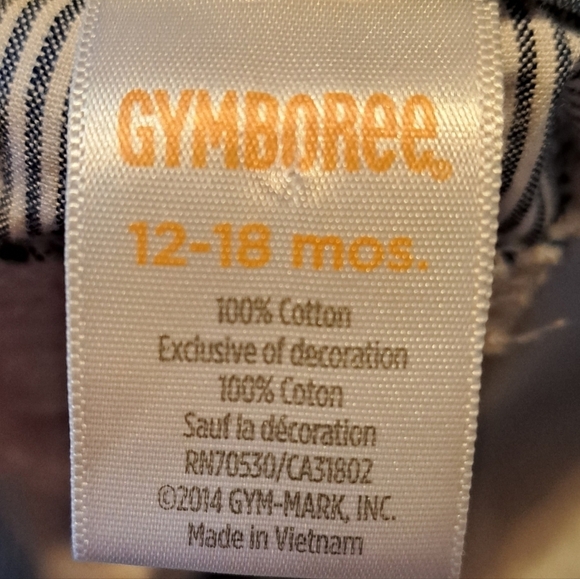 GYMBOREE®
12-18 mos.
100% Cotton
Exclusive of decoration
100% Coton
Sauf la décoration
RN70530/CA31802
©2014 GYM-MARK, INC.
Made in Vietnam